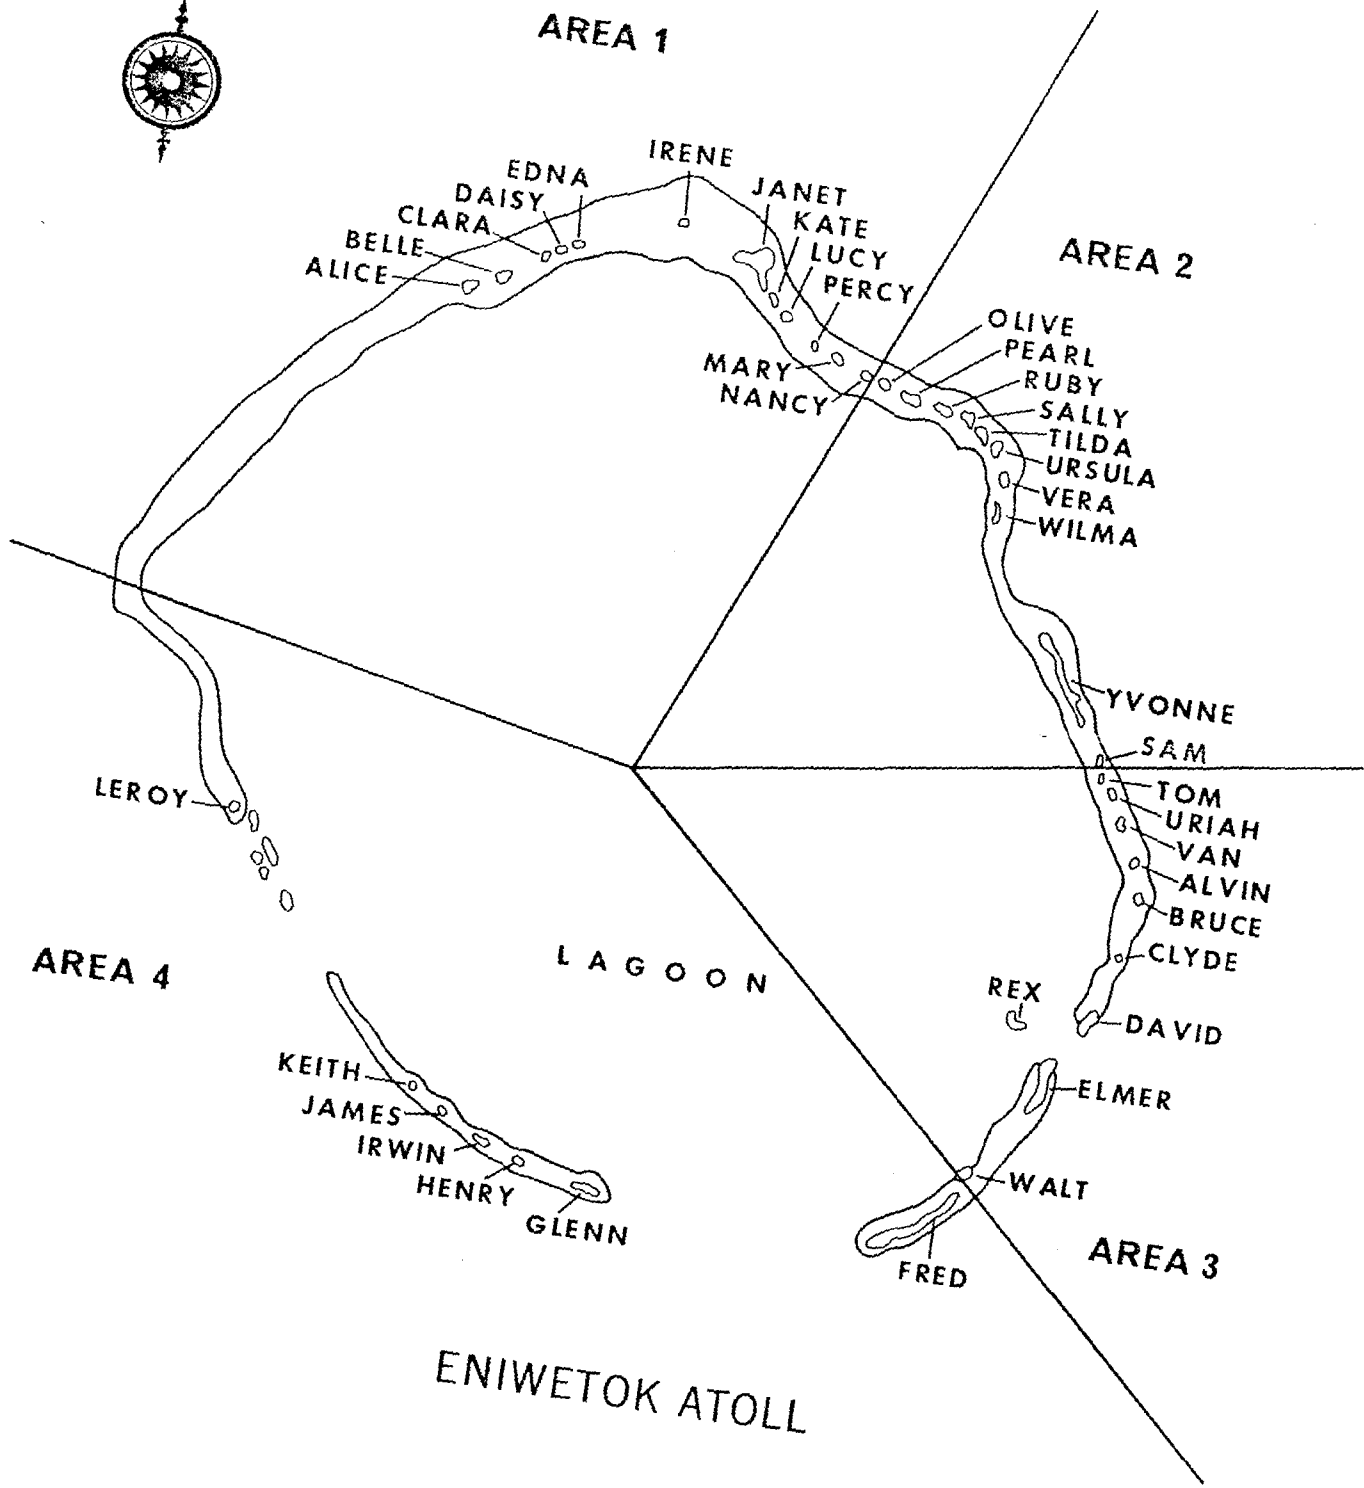 AREA 1
IRENE
EDNA
DAISY
CLARA
BELLE
ALICE
JANET
KATE
LUCY
PERCY
MARY
NANCY
AREA 2
OLIVE
PEARL
RUBY
SALLY
TILDA
URSULA
VERA
WILMA
YVONNE
SAM
TOM
URIAH
VAN
ALVIN
BRUCE
CLYDE
REX
DAVID
ELMER
WALT
FRED
AREA 3
LEROY
AREA 4
LAGOON
KEITH
JAMES
IRWIN
HENRY
GLENN
ENIWETOK ATOLL